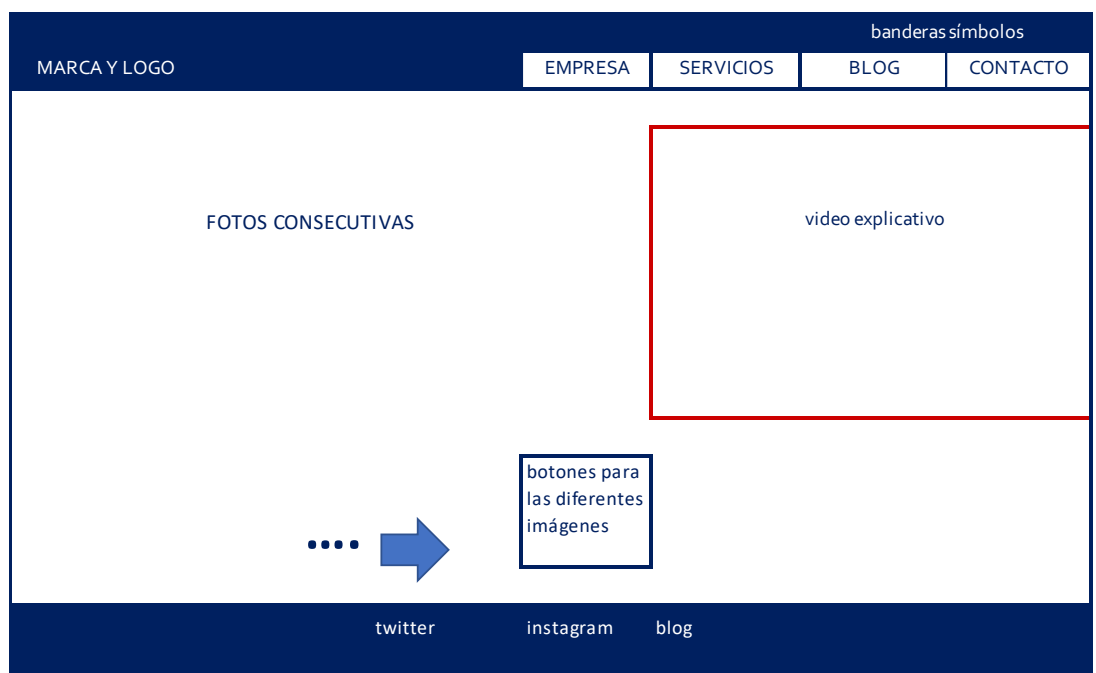 banderas símbolos
MARCA Y LOGO
EMPRESA
SERVICIOS
BLOG
CONTACTO
FOTOS CONSECUTIVAS
video explicativo
botones para
las diferentes
imágenes
twitter
instagram
blog